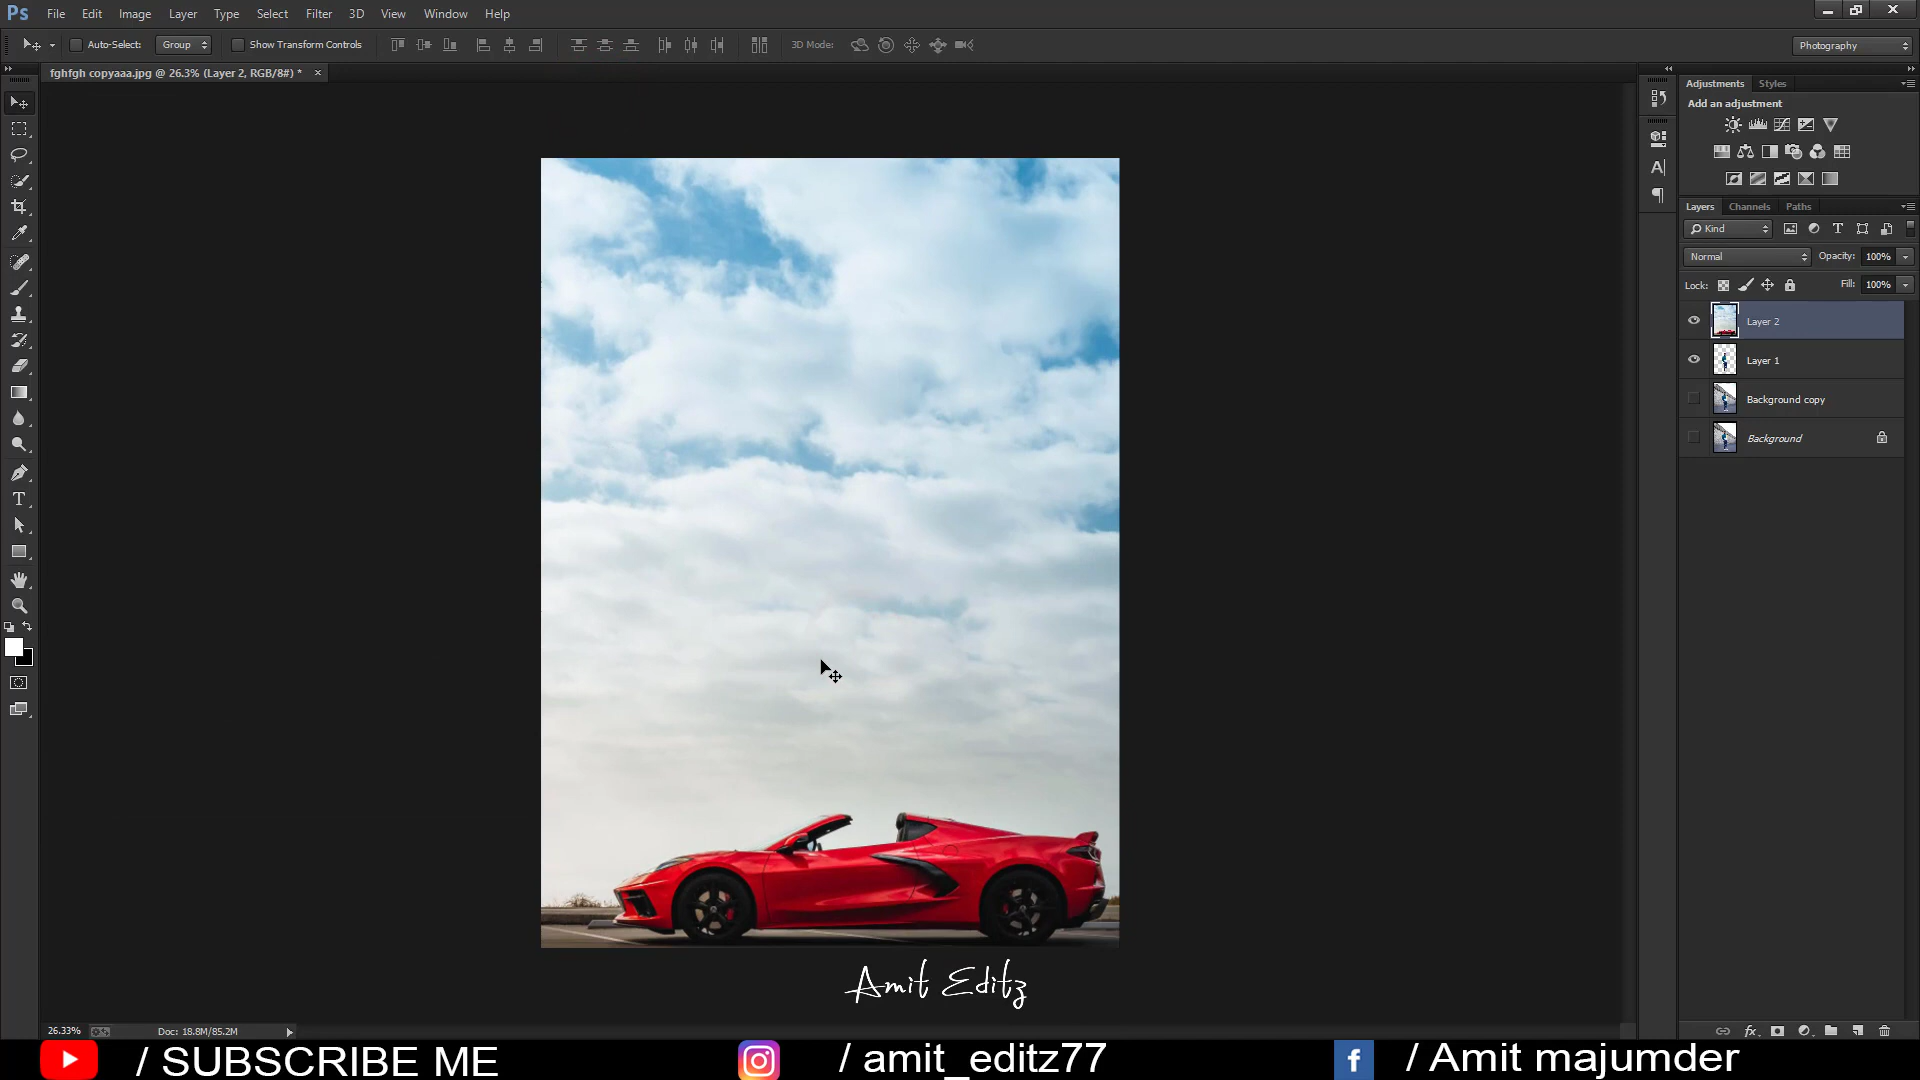 Ps File Edit Image Layer Type Select Filter 3D View Window Help
Auto-Select: Group Show Transform Controls 3D Mode: Photography
fghfgh copyaaa.jpg @ 26.3% (Layer 2, RGB/8#) * ×
Adjustments Styles
Add an adjustment
Layers Channels Paths
Kind
Normal Opacity: 100%
Lock: Fill: 100%
Layer 2
Layer 1
Background copy
Background
Amit Editz
26.33% Doc: 18.8M/85.2M
/ SUBSCRIBE ME / amit_editz77 / Amit majumder